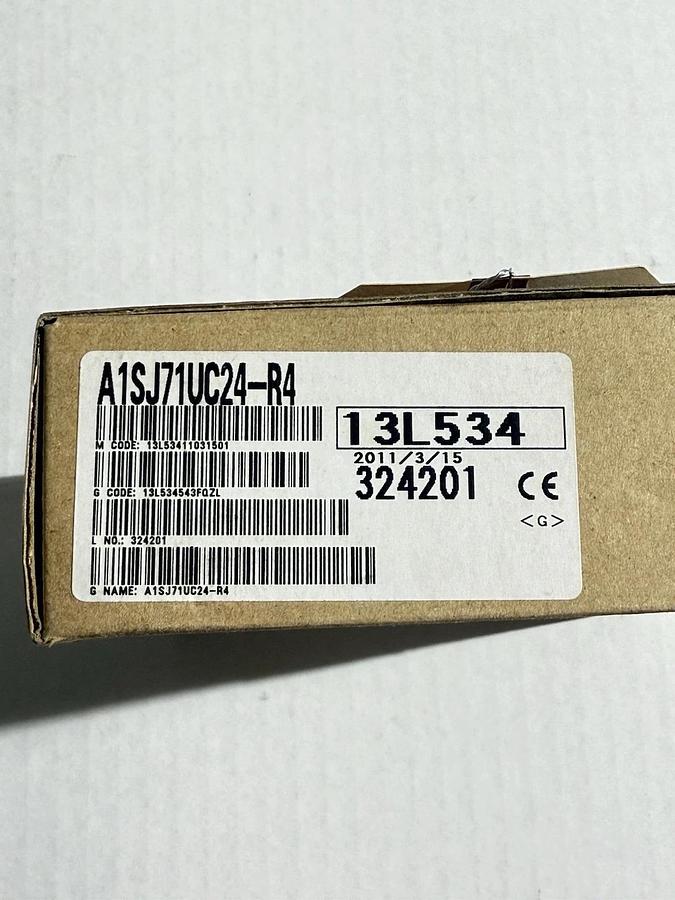 A1SJ71UC24-R4
M CODE: 13L53411031501
13L534
2011/3/15
G CODE: 13L534543FQZL
324201
CE
<G>
L NO.: 324201
G NAME: A1SJ71UC24-R4